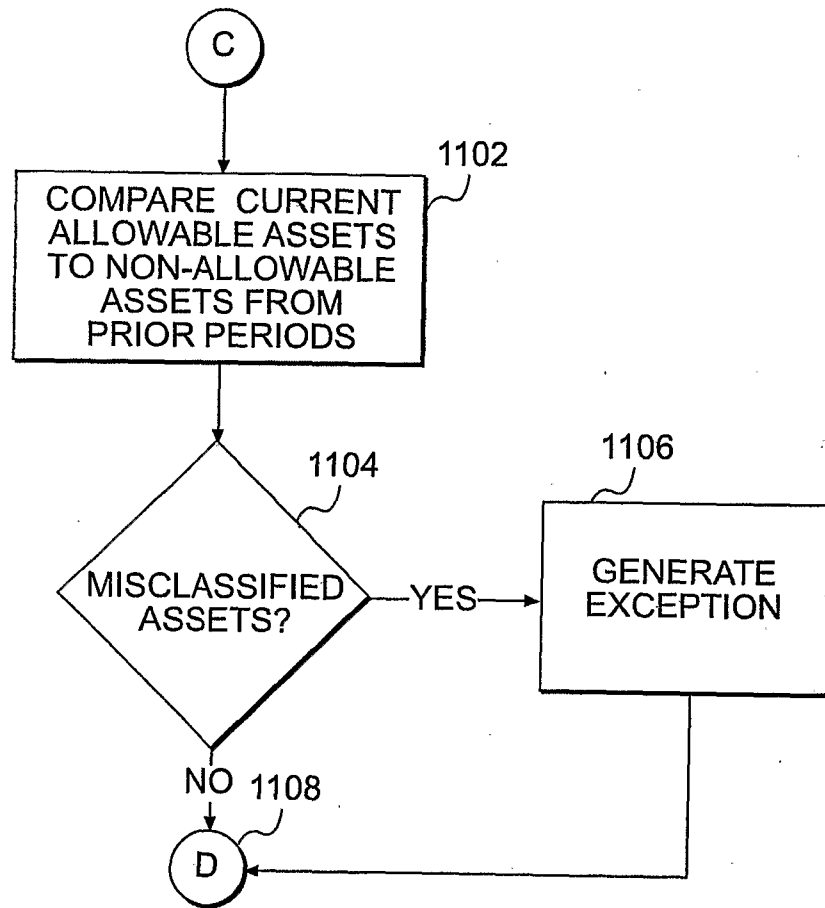 C
1102
COMPARE CURRENT
ALLOWABLE ASSETS
TO NON-ALLOWABLE
ASSETS FROM
PRIOR PERIODS
1104
MISCLASSIFIED
ASSETS?
YES
1106
GENERATE
EXCEPTION
NO
1108
D